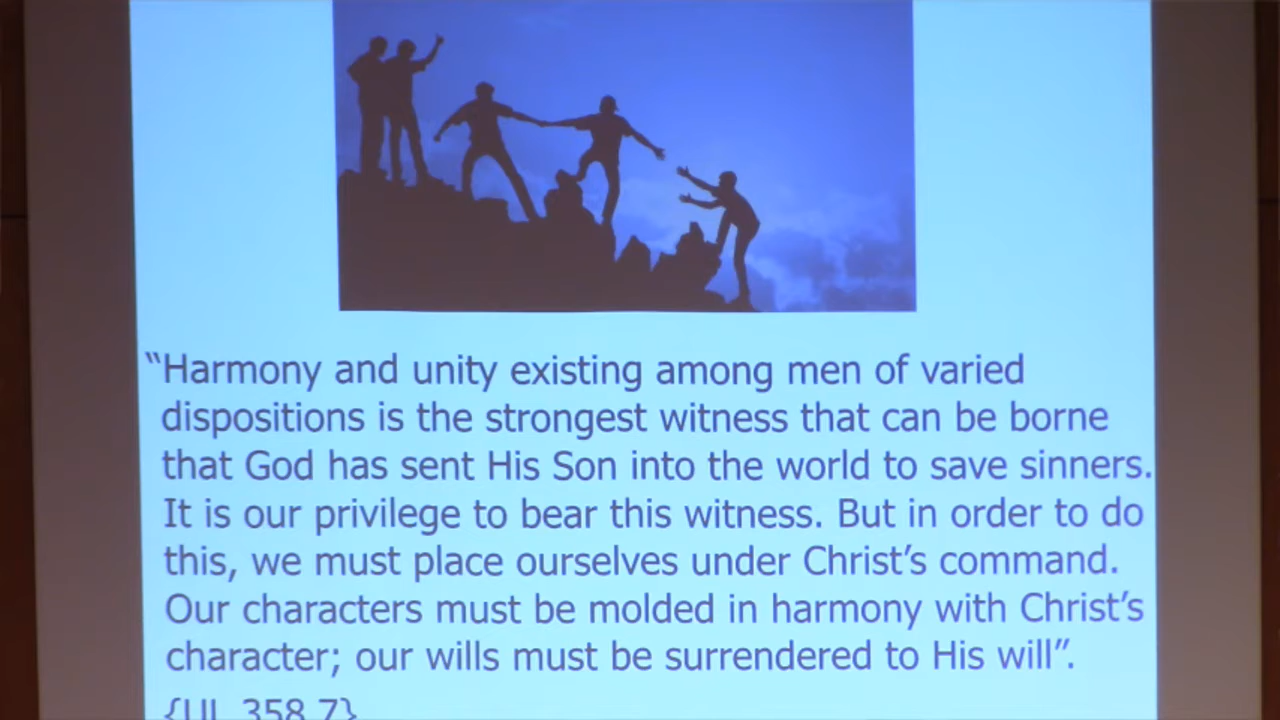 “Harmony and unity existing among men of varied
dispositions is the strongest witness that can be borne
that God has sent His Son into the world to save sinners.
It is our privilege to bear this witness. But in order to do
this, we must place ourselves under Christ’s command.
Our characters must be molded in harmony with Christ’s
character; our wills must be surrendered to His will”.
{UL 358.7}